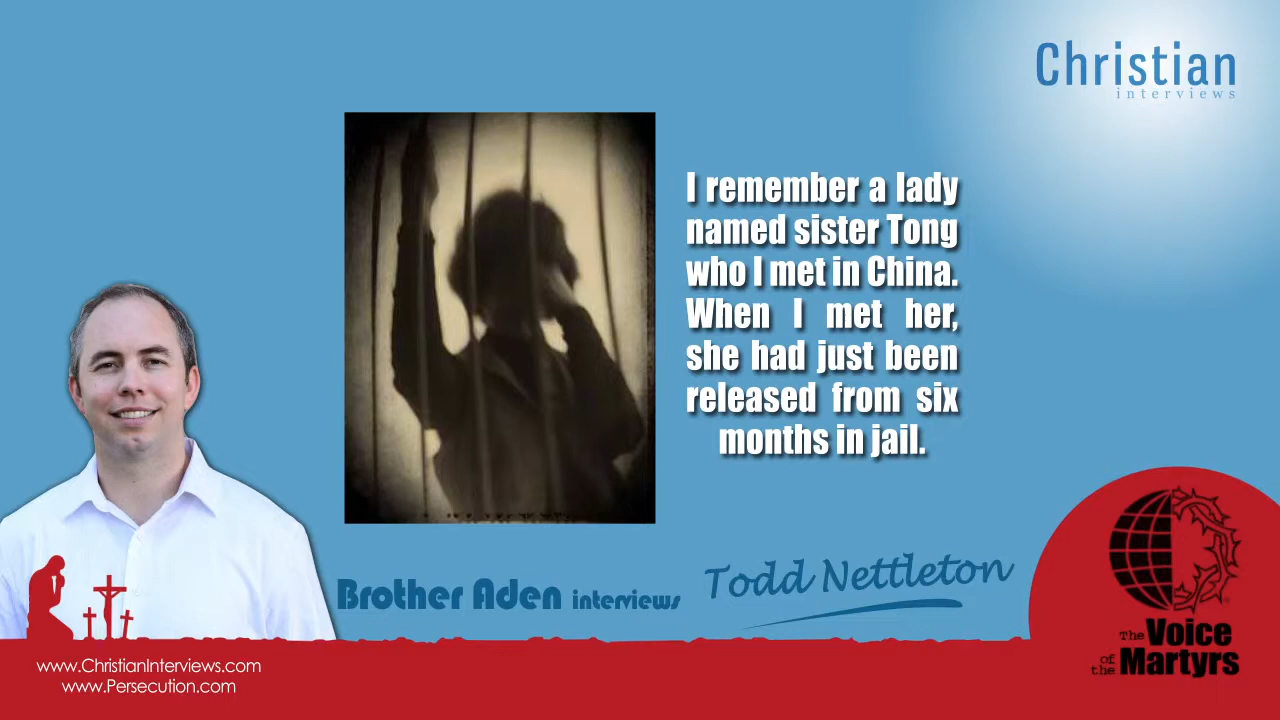 Christian
interviews
I remember a lady
named sister Tong
who I met in China.
When I met her,
she had just been
released from six
months in jail.
Brother Aden interviews
Todd Nettleton
The Voice
of the Martyrs
www.ChristianInterviews.com
www.Persecution.com